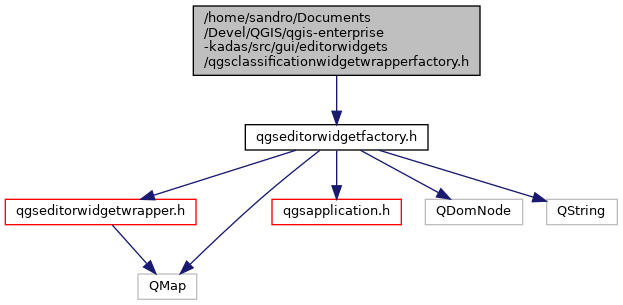 /home/sandro/Documents
/Devel/QGIS/qgis-enterprise
-kadas/src/gui/editorwidgets
/qgsclassificationwidgetwrapperfactory.h
qgseditorwidgetfactory.h
qgseditorwidgetwrapper.h
qgsapplication.h
QDomNode
QString
QMap